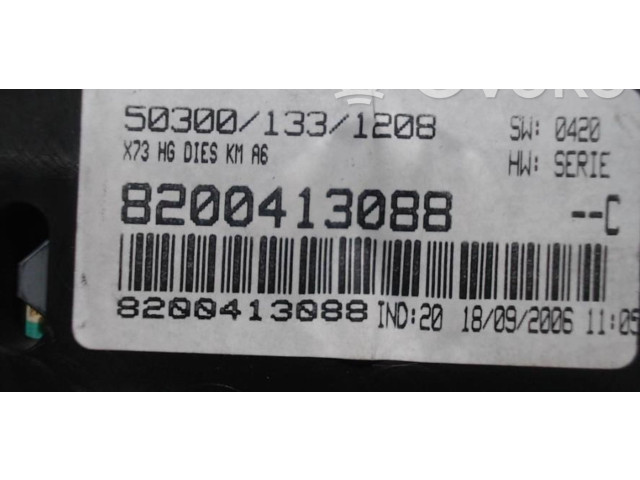 50300/133/1208 SW: 0420
X73 HG DIES KM A6 HW: SERIE
8200413088 --C
8200413088 IND:20 18/09/2006 11:09